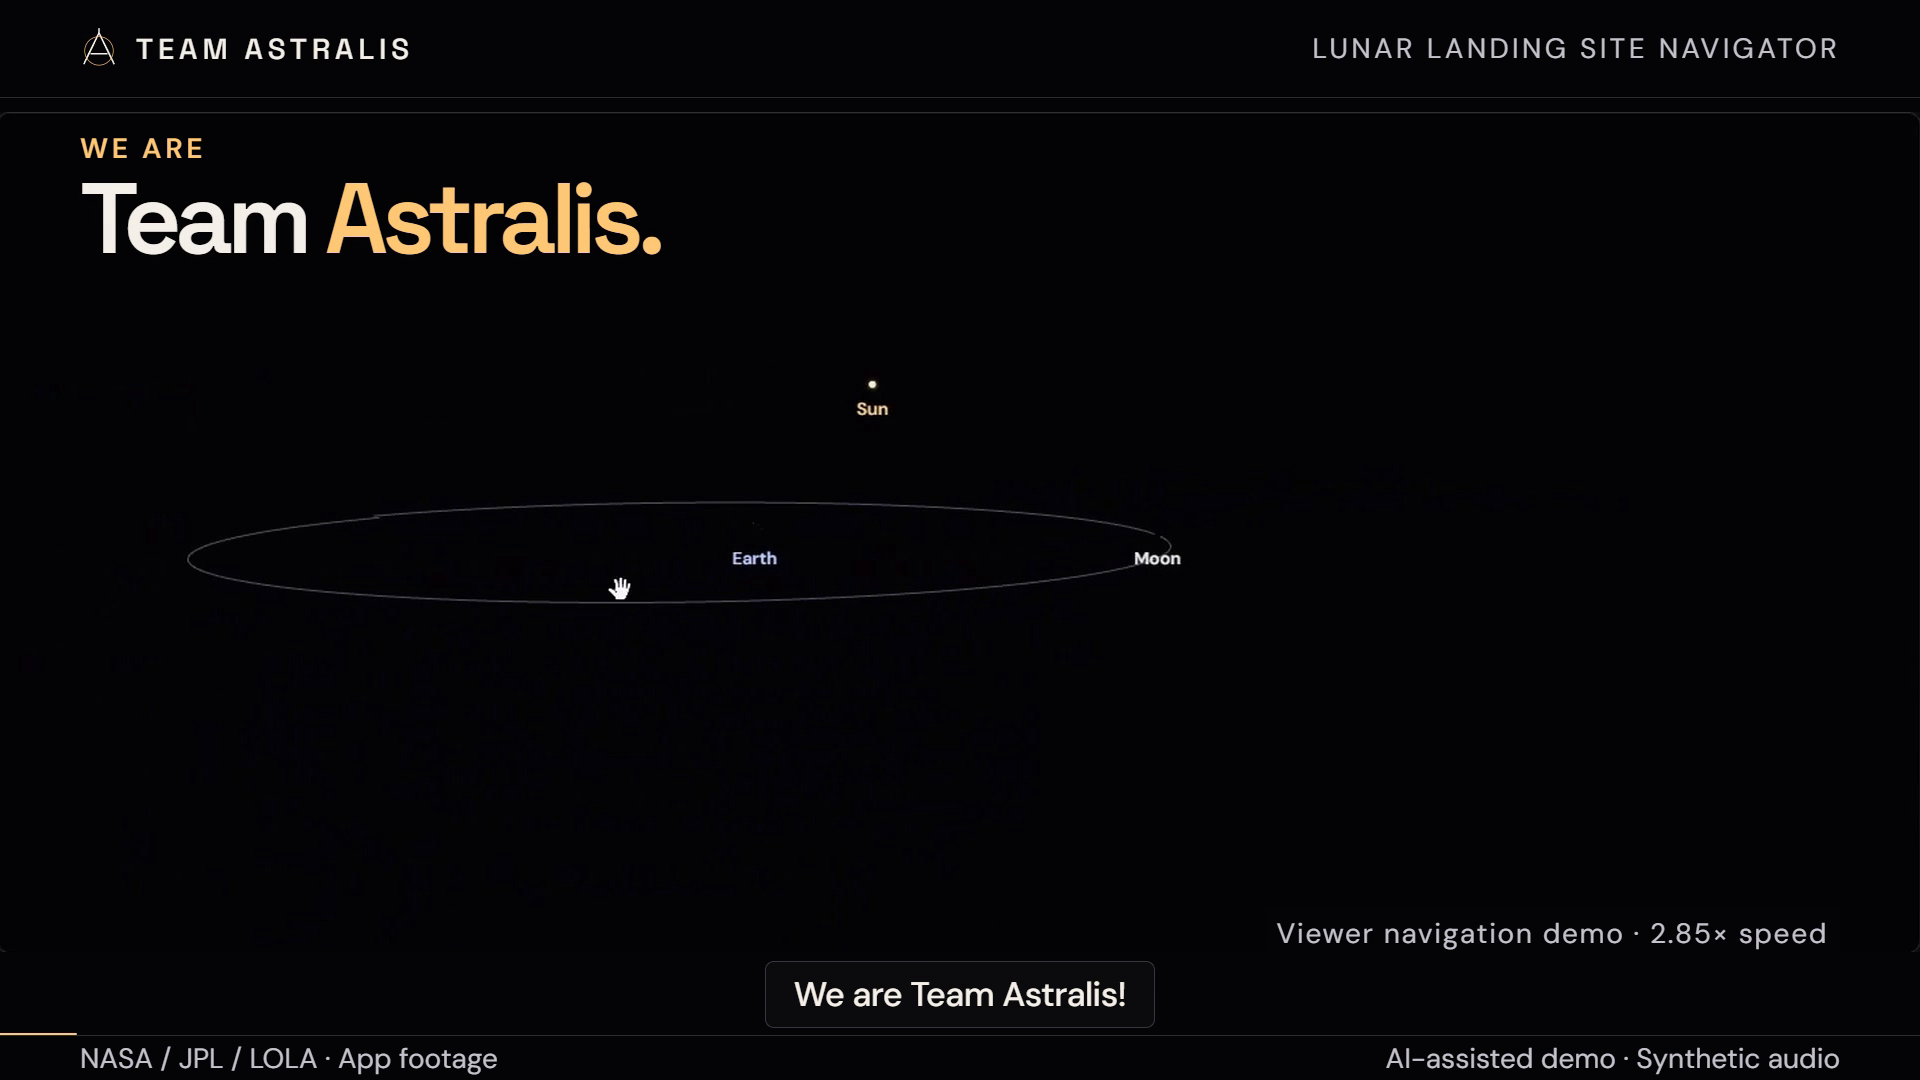 TEAM ASTRALIS
LUNAR LANDING SITE NAVIGATOR
WE ARE
Team Astralis.
Sun
Earth
Moon
Viewer navigation demo · 2.85× speed
We are Team Astralis!
NASA / JPL / LOLA · App footage
AI-assisted demo · Synthetic audio